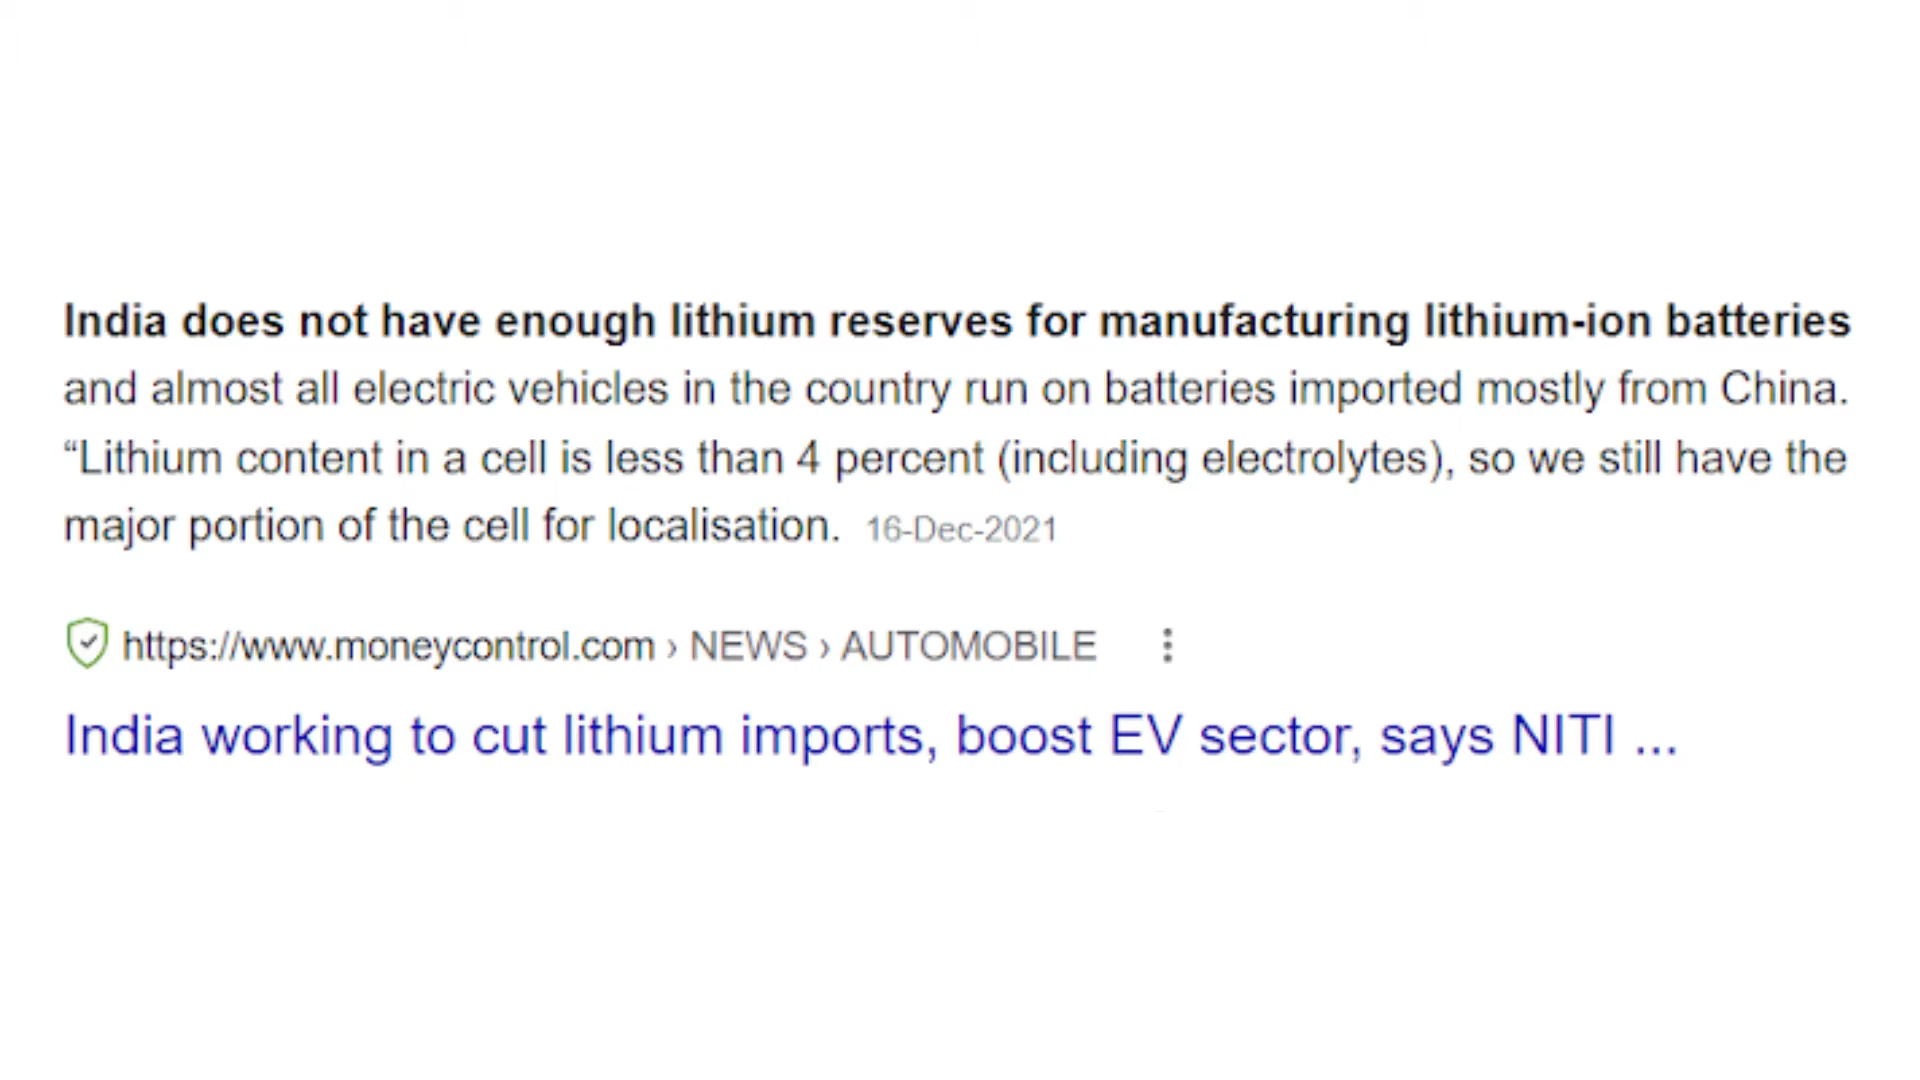 India does not have enough lithium reserves for manufacturing lithium-ion batteries
and almost all electric vehicles in the country run on batteries imported mostly from China.
“Lithium content in a cell is less than 4 percent (including electrolytes), so we still have the
major portion of the cell for localisation. 16-Dec-2021
https://www.moneycontrol.com › NEWS › AUTOMOBILE
India working to cut lithium imports, boost EV sector, says NITI ...